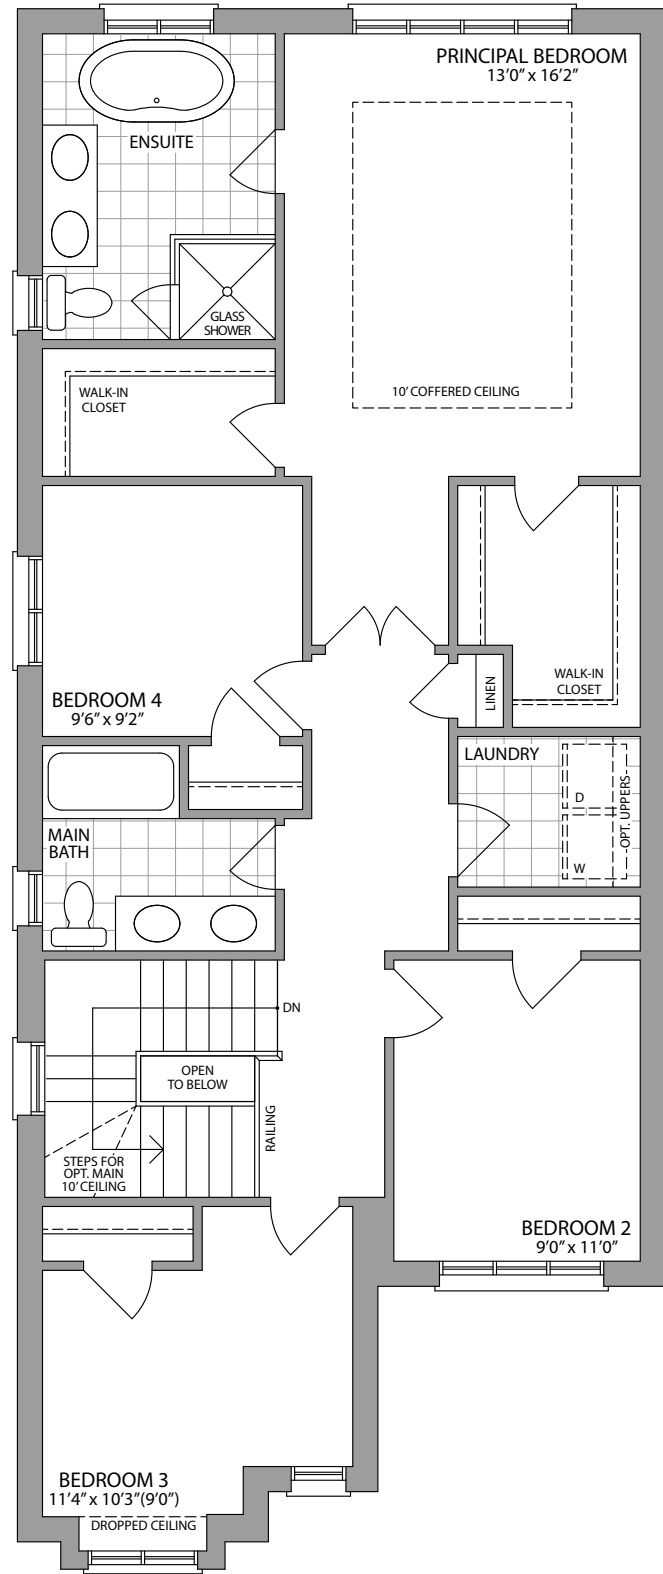 PRINCIPAL BEDROOM
13'0" x 16'2"
ENSUITE
GLASS
SHOWER
WALK-IN
CLOSET
10' COFFERED CEILING
BEDROOM 4
9'6" x 9'2"
LINEN
WALK-IN
CLOSET
LAUNDRY
D
W
OPT. UPPERS
MAIN
BATH
DN
OPEN
TO BELOW
RAILING
STEPS FOR
OPT. MAIN
10' CEILING
BEDROOM 2
9'0" x 11'0"
BEDROOM 3
11'4" x 10'3"(9'0")
DROPPED CEILING